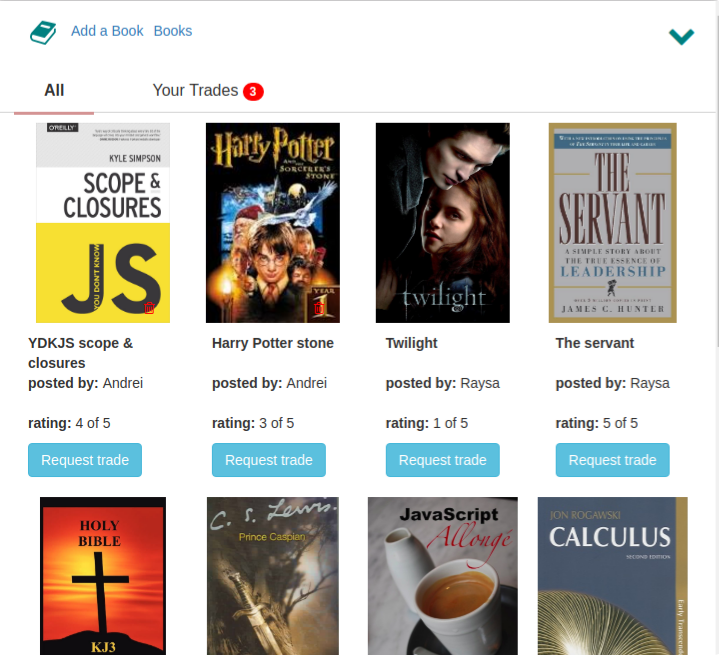 Add a Book Books
All
Your Trades 3
O'REILLY
KYLE SIMPSON
SCOPE &
CLOSURES
YOU DON'T KNOW
JS
Harry Potter
AND THE
SORCERER'S
STONE
YEAR
1
twilight
THE
SERVANT
A SIMPLE STORY ABOUT
THE TRUE ESSENCE OF
LEADERSHIP
JAMES C. HUNTER
YDKJS scope &
closures
posted by: Andrei
rating: 4 of 5
Request trade
Harry Potter stone
posted by: Andrei
rating: 3 of 5
Request trade
Twilight
posted by: Raysa
rating: 1 of 5
Request trade
The servant
posted by: Raysa
rating: 5 of 5
Request trade
HOLY
BIBLE
KJ3
C. S. Lewis.
Prince Caspian
JavaScript
Allongé
JON ROGAWSKI
CALCULUS
SECOND EDITION